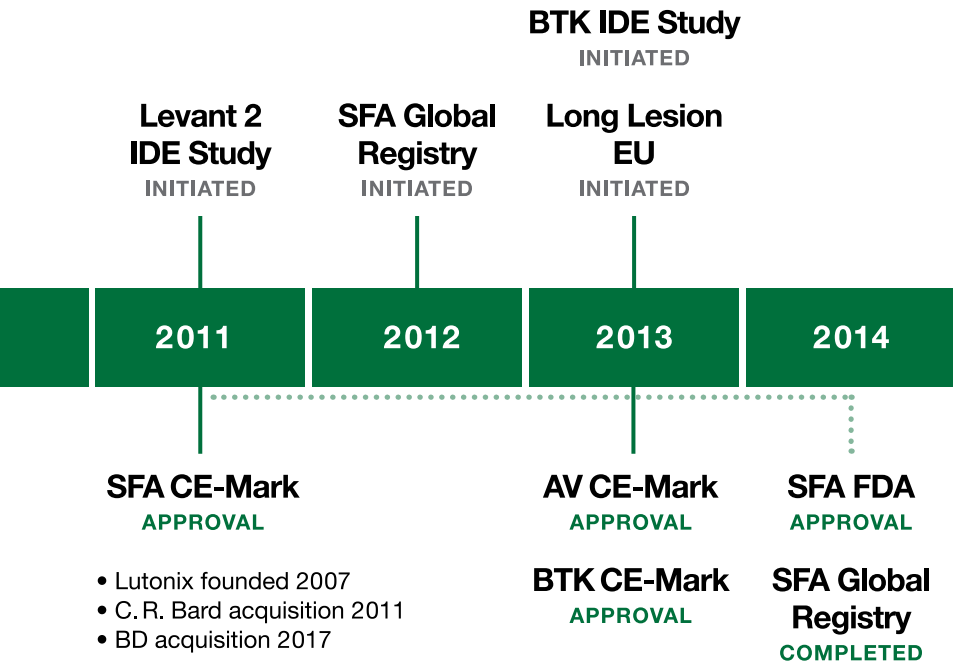 BTK IDE Study
INITIATED
Levant 2
IDE Study
INITIATED
SFA Global
Registry
INITIATED
Long Lesion
EU
INITIATED
2011
2012
2013
2014
SFA CE-Mark
APPROVAL
• Lutonix founded 2007
• C.R. Bard acquisition 2011
• BD acquisition 2017
AV CE-Mark
APPROVAL
BTK CE-Mark
APPROVAL
SFA FDA
APPROVAL
SFA Global
Registry
COMPLETED